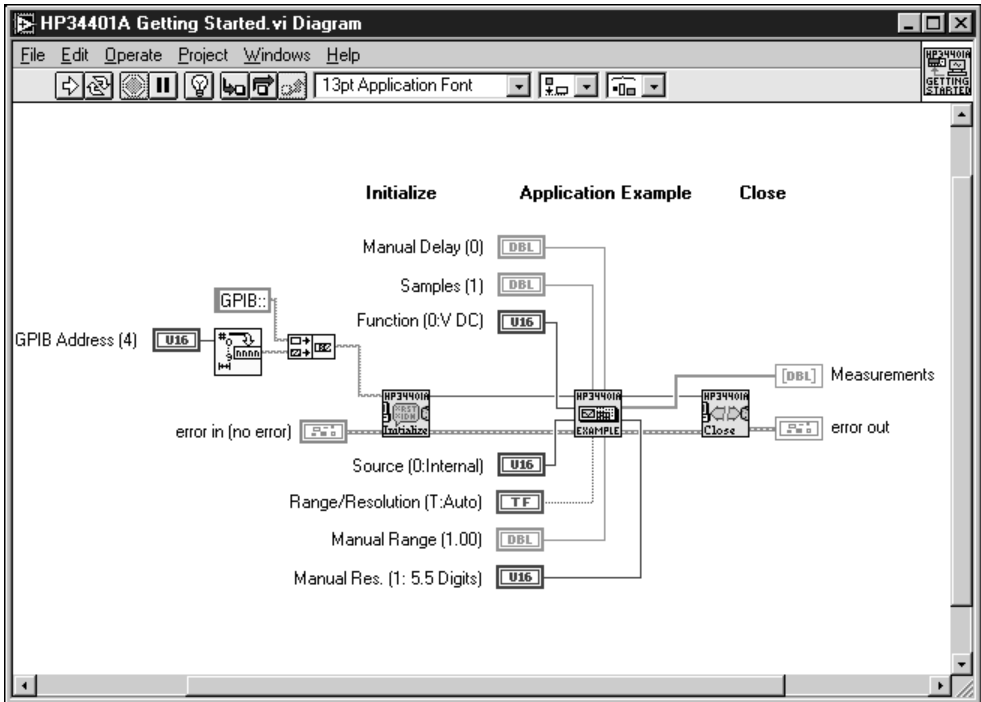 HP34401A Getting Started.vi Diagram
File Edit Operate Project Windows Help
HP34401A
GETTING
STARTED
13pt Application Font
Initialize Application Example Close
Manual Delay (0) DBL
Samples (1) DBL
GPIB::
Function (0:V DC) U16
GPIB Address (4) U16
[DBL] Measurements
HP34401A
Initialize
HP34401A
EXAMPLE
HP34401A
Close
error in (no error)
error out
Source (0:Internal) U16
Range/Resolution (T:Auto) TF
Manual Range (1.00) DBL
Manual Res. (1: 5.5 Digits) U16